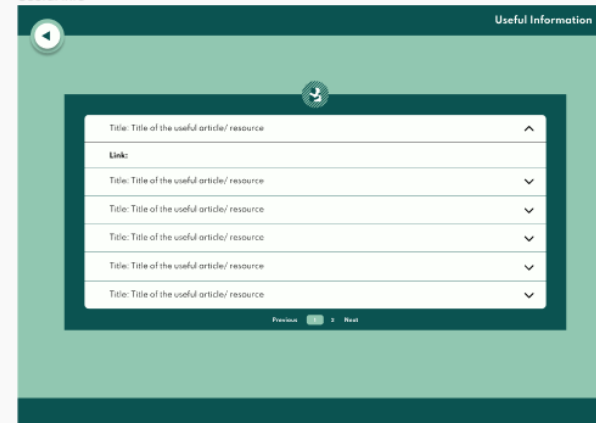 Useful Information
Title: Title of the useful article/ resource
Link:
Title: Title of the useful article/ resource
Title: Title of the useful article/ resource
Title: Title of the useful article/ resource
Title: Title of the useful article/ resource
Title: Title of the useful article/ resource
Previous 1 2 Next